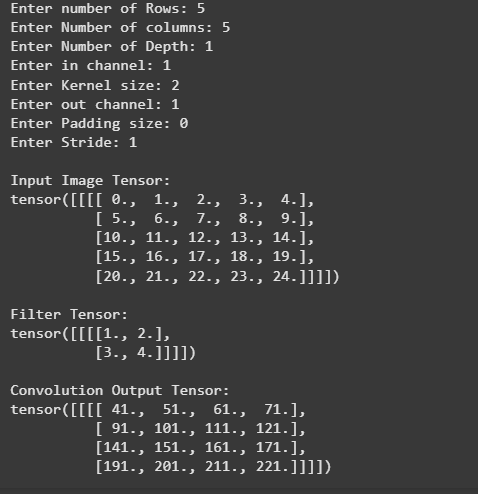 Enter number of Rows: 5
Enter Number of columns: 5
Enter Number of Depth: 1
Enter in channel: 1
Enter Kernel size: 2
Enter out channel: 1
Enter Padding size: 0
Enter Stride: 1

Input Image Tensor:
tensor([[[[ 0.,  1.,  2.,  3.,  4.],
          [ 5.,  6.,  7.,  8.,  9.],
          [10., 11., 12., 13., 14.],
          [15., 16., 17., 18., 19.],
          [20., 21., 22., 23., 24.]]]])

Filter Tensor:
tensor([[[[1., 2.],
          [3., 4.]]]])

Convolution Output Tensor:
tensor([[[[ 41.,  51.,  61.,  71.],
          [ 91., 101., 111., 121.],
          [141., 151., 161., 171.],
          [191., 201., 211., 221.]]]])